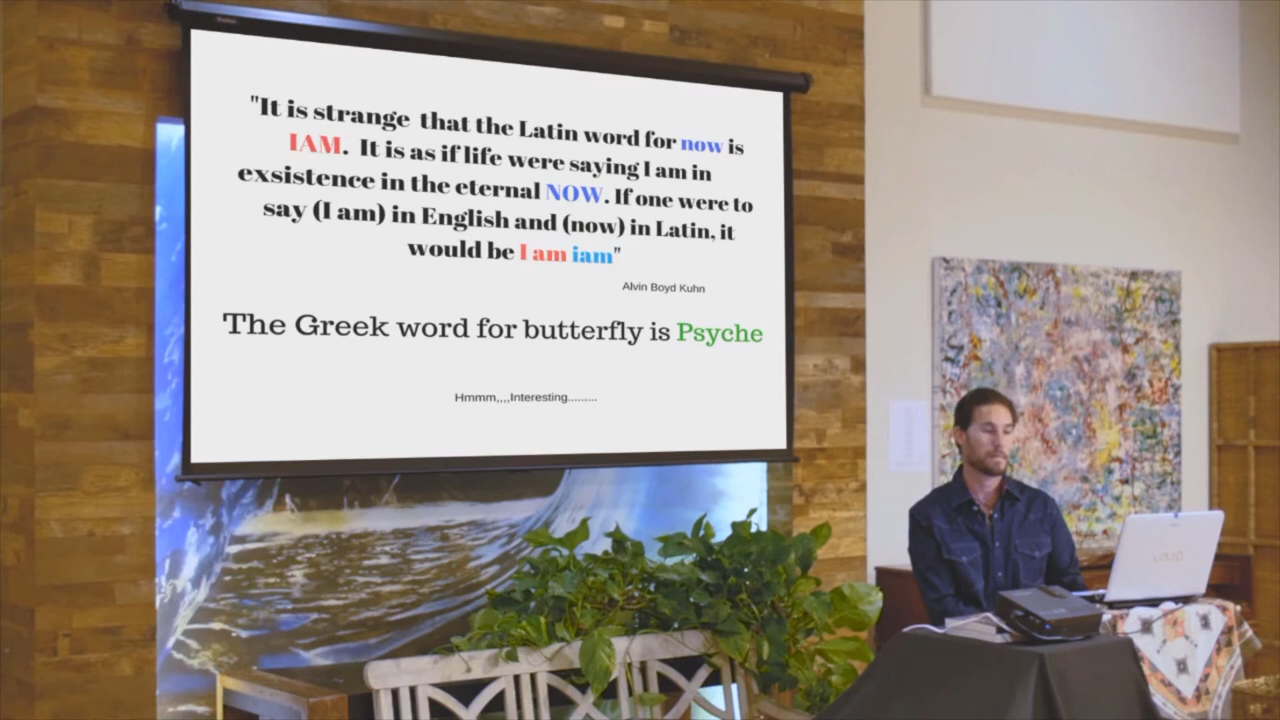 "It is strange that the Latin word for now is
IAM. It is as if life were saying I am in
exsistence in the eternal NOW. If one were to
say (I am) in English and (now) in Latin, it
would be I am iam"
Alvin Boyd Kuhn
The Greek word for butterfly is Psyche
Hmmm,,,,Interesting.........